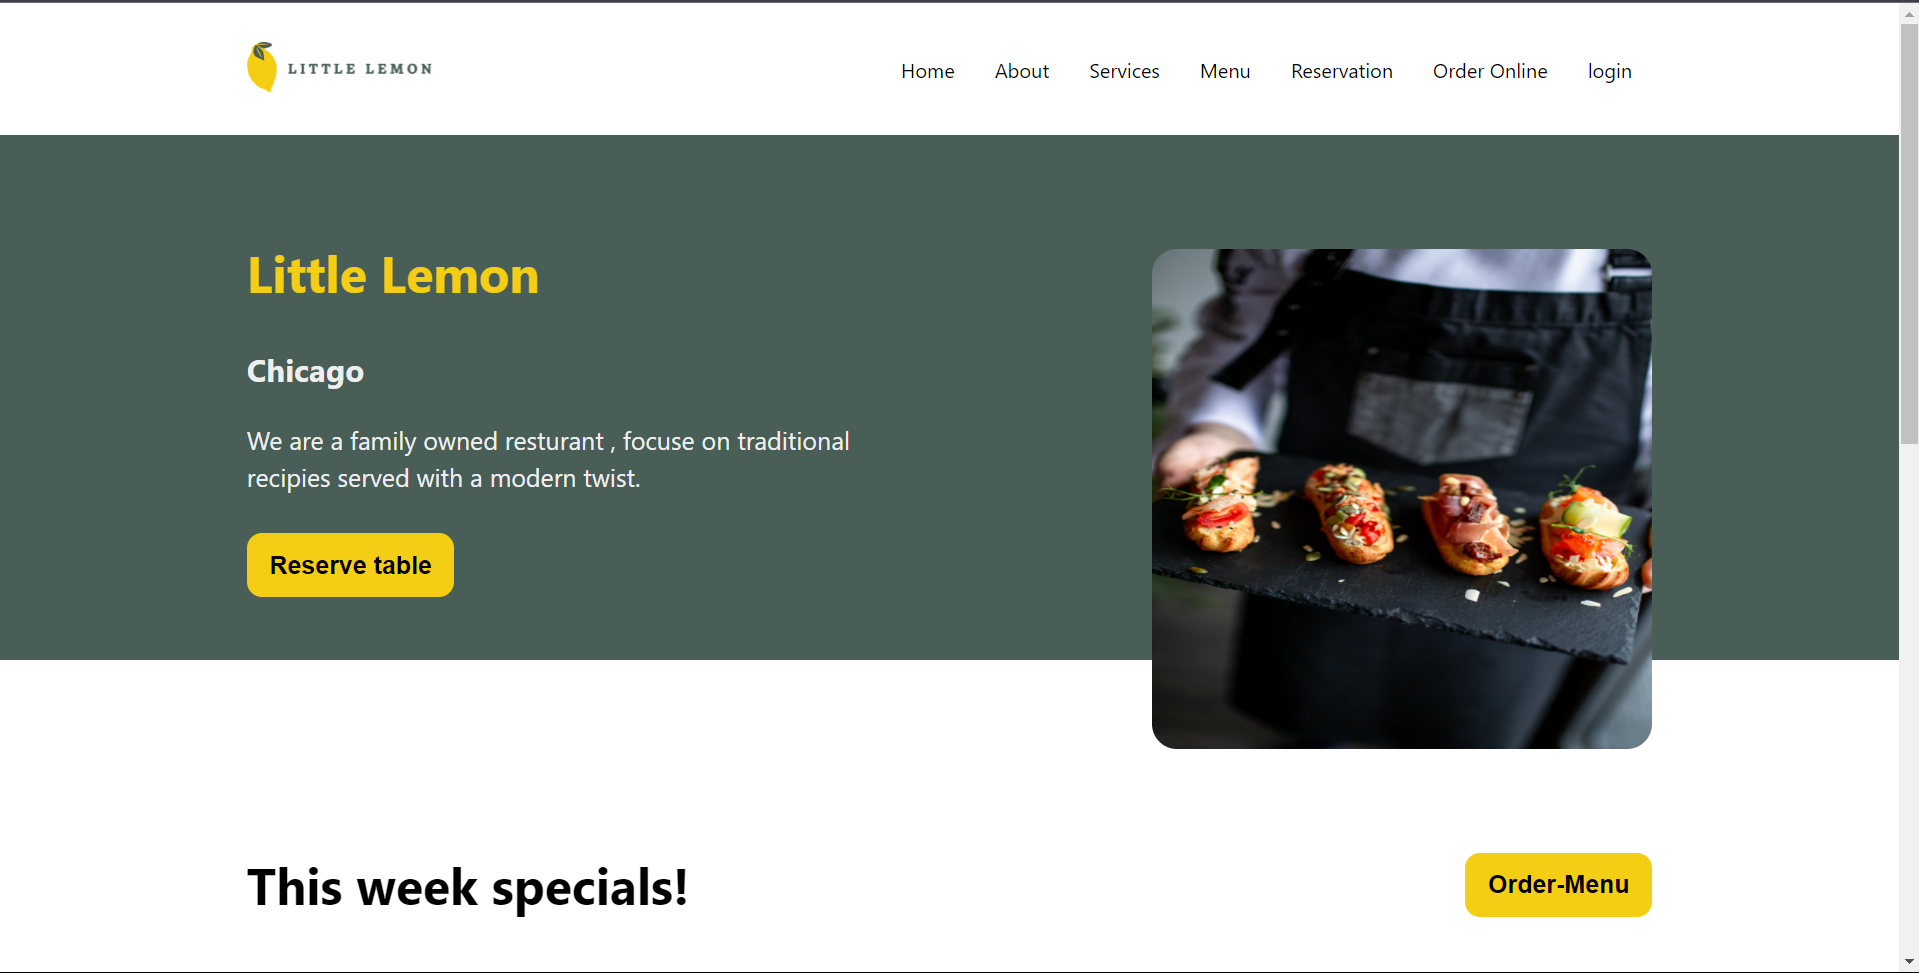 LITTLE LEMON
Home About Services Menu Reservation Order Online login
Little Lemon
Chicago
We are a family owned resturant , focuse on traditional
recipies served with a modern twist.
Reserve table
This week specials!
Order-Menu